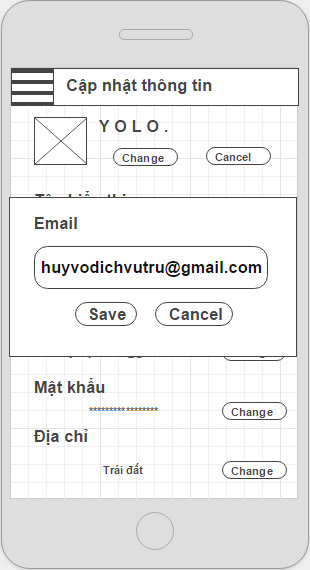 Cập nhật thông tin
Y O L O .
Change
Cancel
Email
huyvodichvutru@gmail.com
Save
Cancel
Mật khẩu
*****************
Change
Địa chỉ
Trái đất
Change